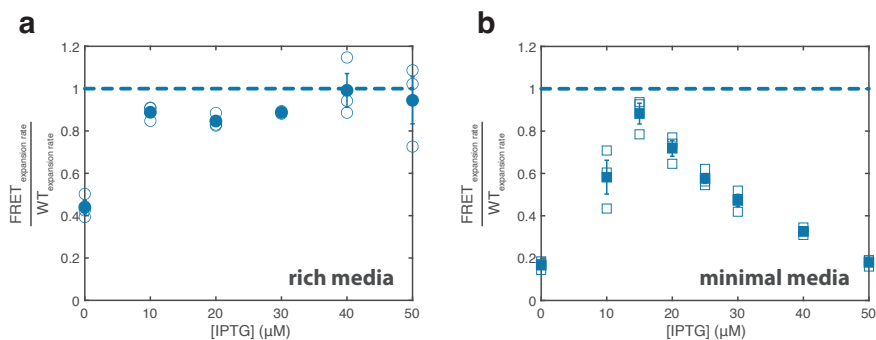 a
1.2
1
0.8
0.6
0.4
0.2
0
FRET expansion rate
WT expansion rate
rich media
0 10 20 30 40 50
[IPTG] (μM)
b
1.2
1
0.8
0.6
0.4
0.2
0
FRET expansion rate
WT expansion rate
minimal media
0 10 20 30 40 50
[IPTG] (μM)